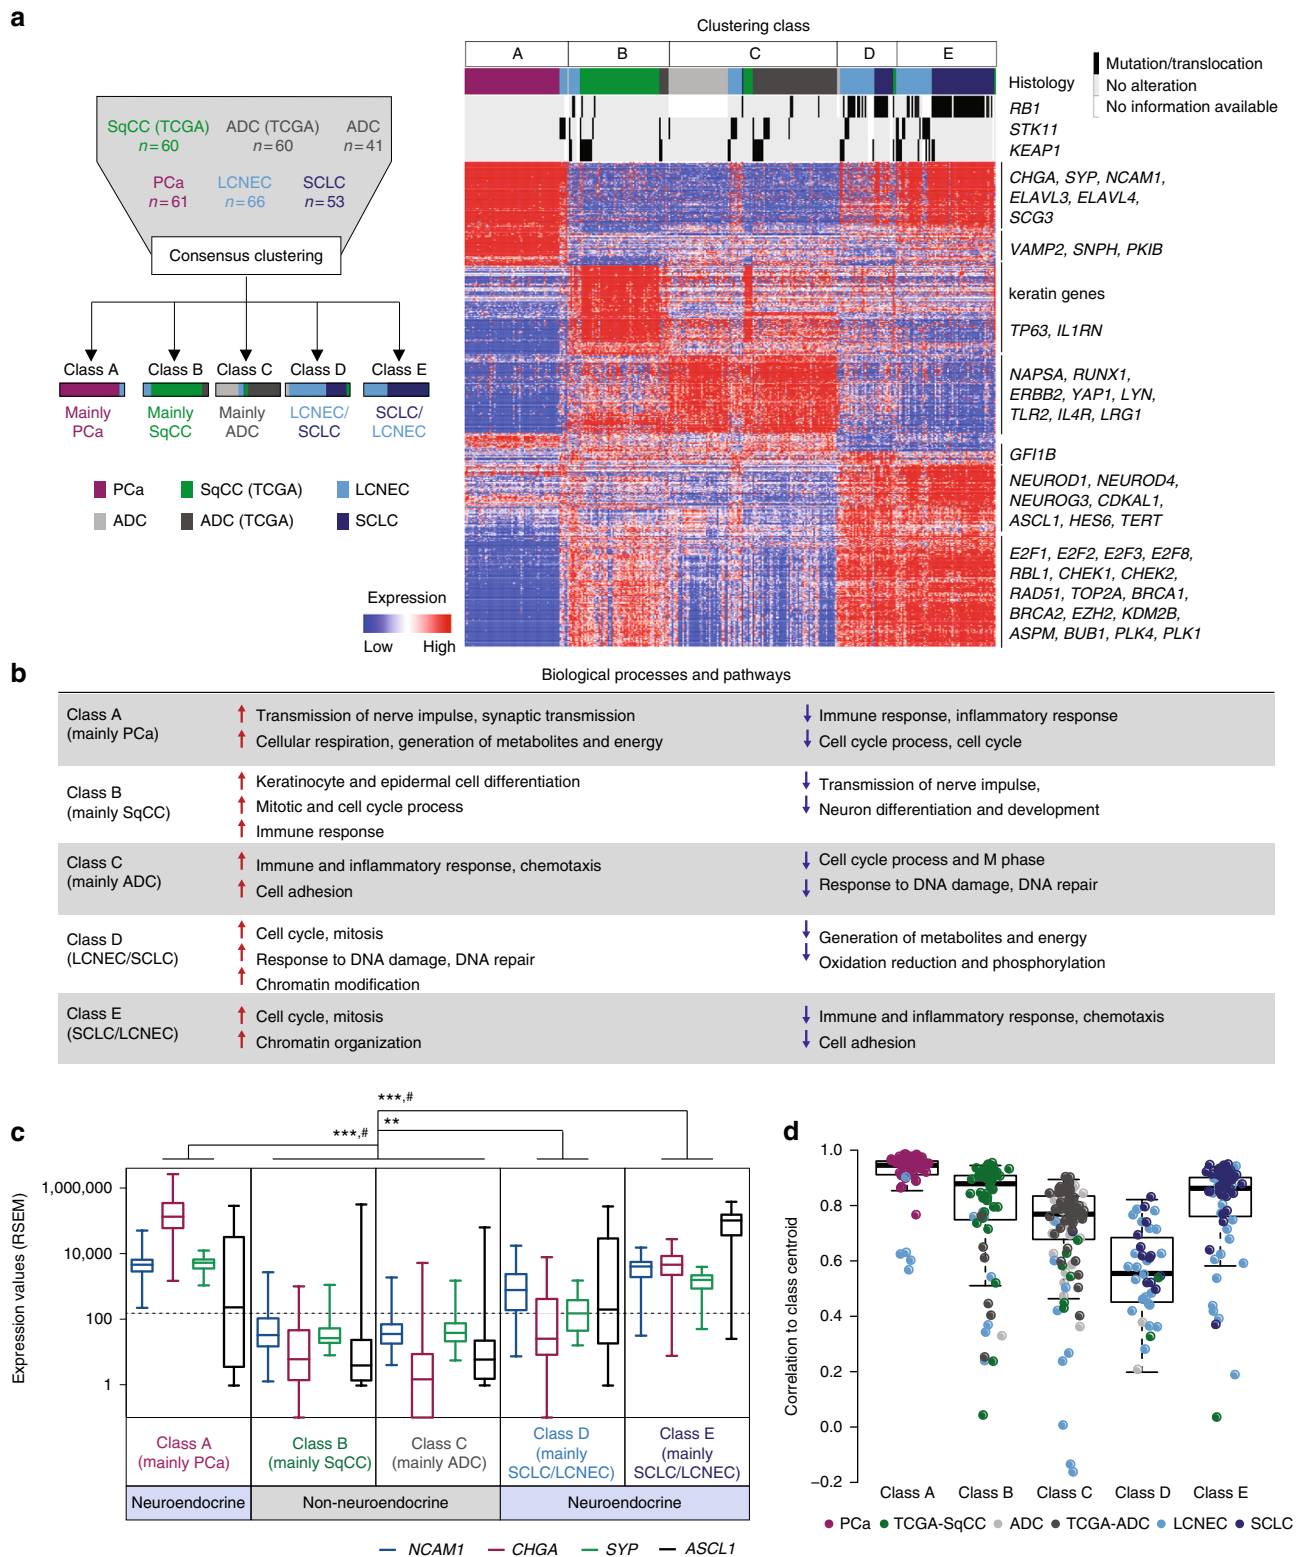 a
Clustering class
A B C D E
Histology
RB1
STK11
KEAP1
Mutation/translocation
No alteration
No information available
SqCC (TCGA) ADC (TCGA) ADC
n=60 n=60 n=41
PCa LCNEC SCLC
n=61 n=66 n=53
Consensus clustering
Class A Class B Class C Class D Class E
Mainly Mainly Mainly LCNEC/ SCLC/
PCa SqCC ADC SCLC LCNEC
PCa SqCC (TCGA) LCNEC
ADC ADC (TCGA) SCLC
Expression
Low High
CHGA, SYP, NCAM1,
ELAVL3, ELAVL4,
SCG3
VAMP2, SNPH, PKIB
keratin genes
TP63, IL1RN
NAPSA, RUNX1,
ERBB2, YAP1, LYN,
TLR2, IL4R, LRG1
GFI1B
NEUROD1, NEUROD4,
NEUROG3, CDKAL1,
ASCL1, HES6, TERT
E2F1, E2F2, E2F3, E2F8,
RBL1, CHEK1, CHEK2,
RAD51, TOP2A, BRCA1,
BRCA2, EZH2, KDM2B,
ASPM, BUB1, PLK4, PLK1
b
Biological processes and pathways
Class A
(mainly PCa)
Transmission of nerve impulse, synaptic transmission
Cellular respiration, generation of metabolites and energy
Immune response, inflammatory response
Cell cycle process, cell cycle
Class B
(mainly SqCC)
Keratinocyte and epidermal cell differentiation
Mitotic and cell cycle process
Immune response
Transmission of nerve impulse,
Neuron differentiation and development
Class C
(mainly ADC)
Immune and inflammatory response, chemotaxis
Cell adhesion
Cell cycle process and M phase
Response to DNA damage, DNA repair
Class D
(LCNEC/SCLC)
Cell cycle, mitosis
Response to DNA damage, DNA repair
Chromatin modification
Generation of metabolites and energy
Oxidation reduction and phosphorylation
Class E
(SCLC/LCNEC)
Cell cycle, mitosis
Chromatin organization
Immune and inflammatory response, chemotaxis
Cell adhesion
c
***,#
**
***,#
Expression values (RSEM)
1,000,000
10,000
100
1
Class A
(mainly PCa)
Class B
(mainly SqCC)
Class C
(mainly ADC)
Class D
(mainly
SCLC/LCNEC)
Class E
(mainly
SCLC/LCNEC)
Neuroendocrine Non-neuroendocrine Neuroendocrine
NCAM1 CHGA SYP ASCL1
d
Correlation to class centroid
1.0
0.8
0.6
0.4
0.2
0.0
−0.2
Class A Class B Class C Class D Class E
PCa TCGA-SqCC ADC TCGA-ADC LCNEC SCLC